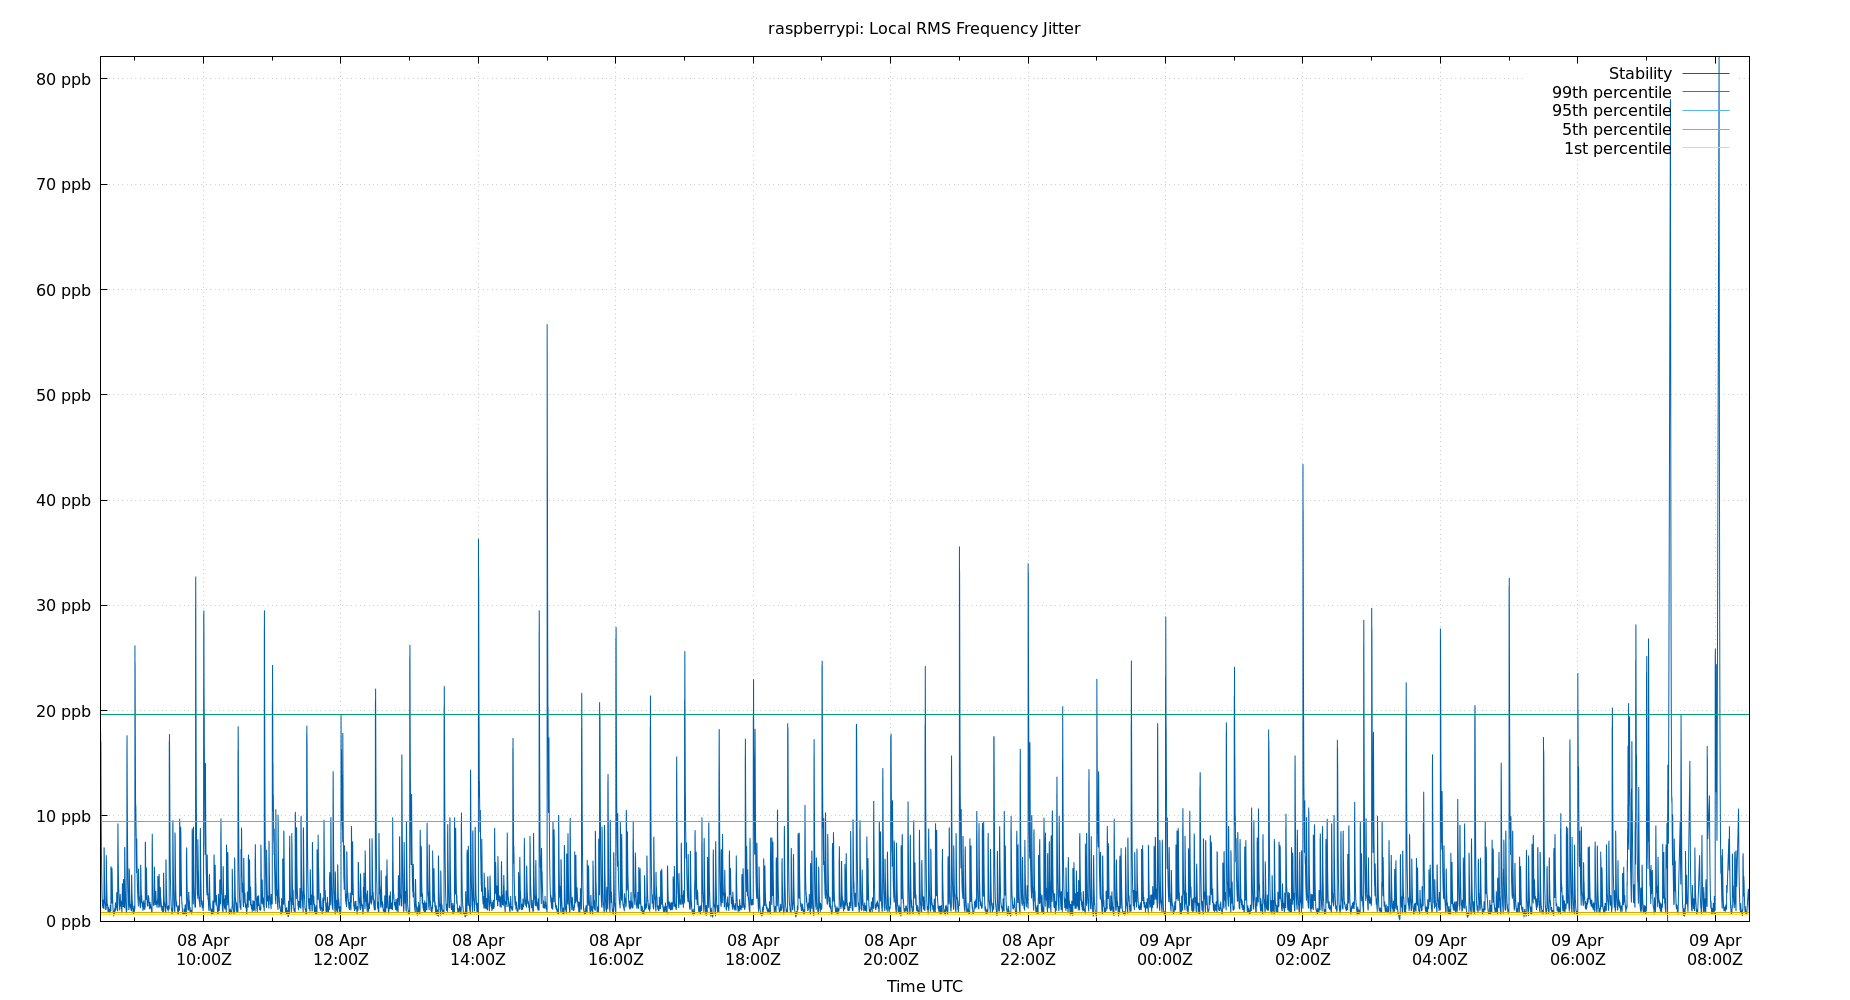 raspberrypi: Local RMS Frequency Jitter
80 ppb
70 ppb
60 ppb
50 ppb
40 ppb
30 ppb
20 ppb
10 ppb
0 ppb
Stability
99th percentile
95th percentile
5th percentile
1st percentile
08 Apr 08 Apr 08 Apr 08 Apr 08 Apr 08 Apr 08 Apr 09 Apr 09 Apr 09 Apr 09 Apr 09 Apr
10:00Z 12:00Z 14:00Z 16:00Z 18:00Z 20:00Z 22:00Z 00:00Z 02:00Z 04:00Z 06:00Z 08:00Z
Time UTC